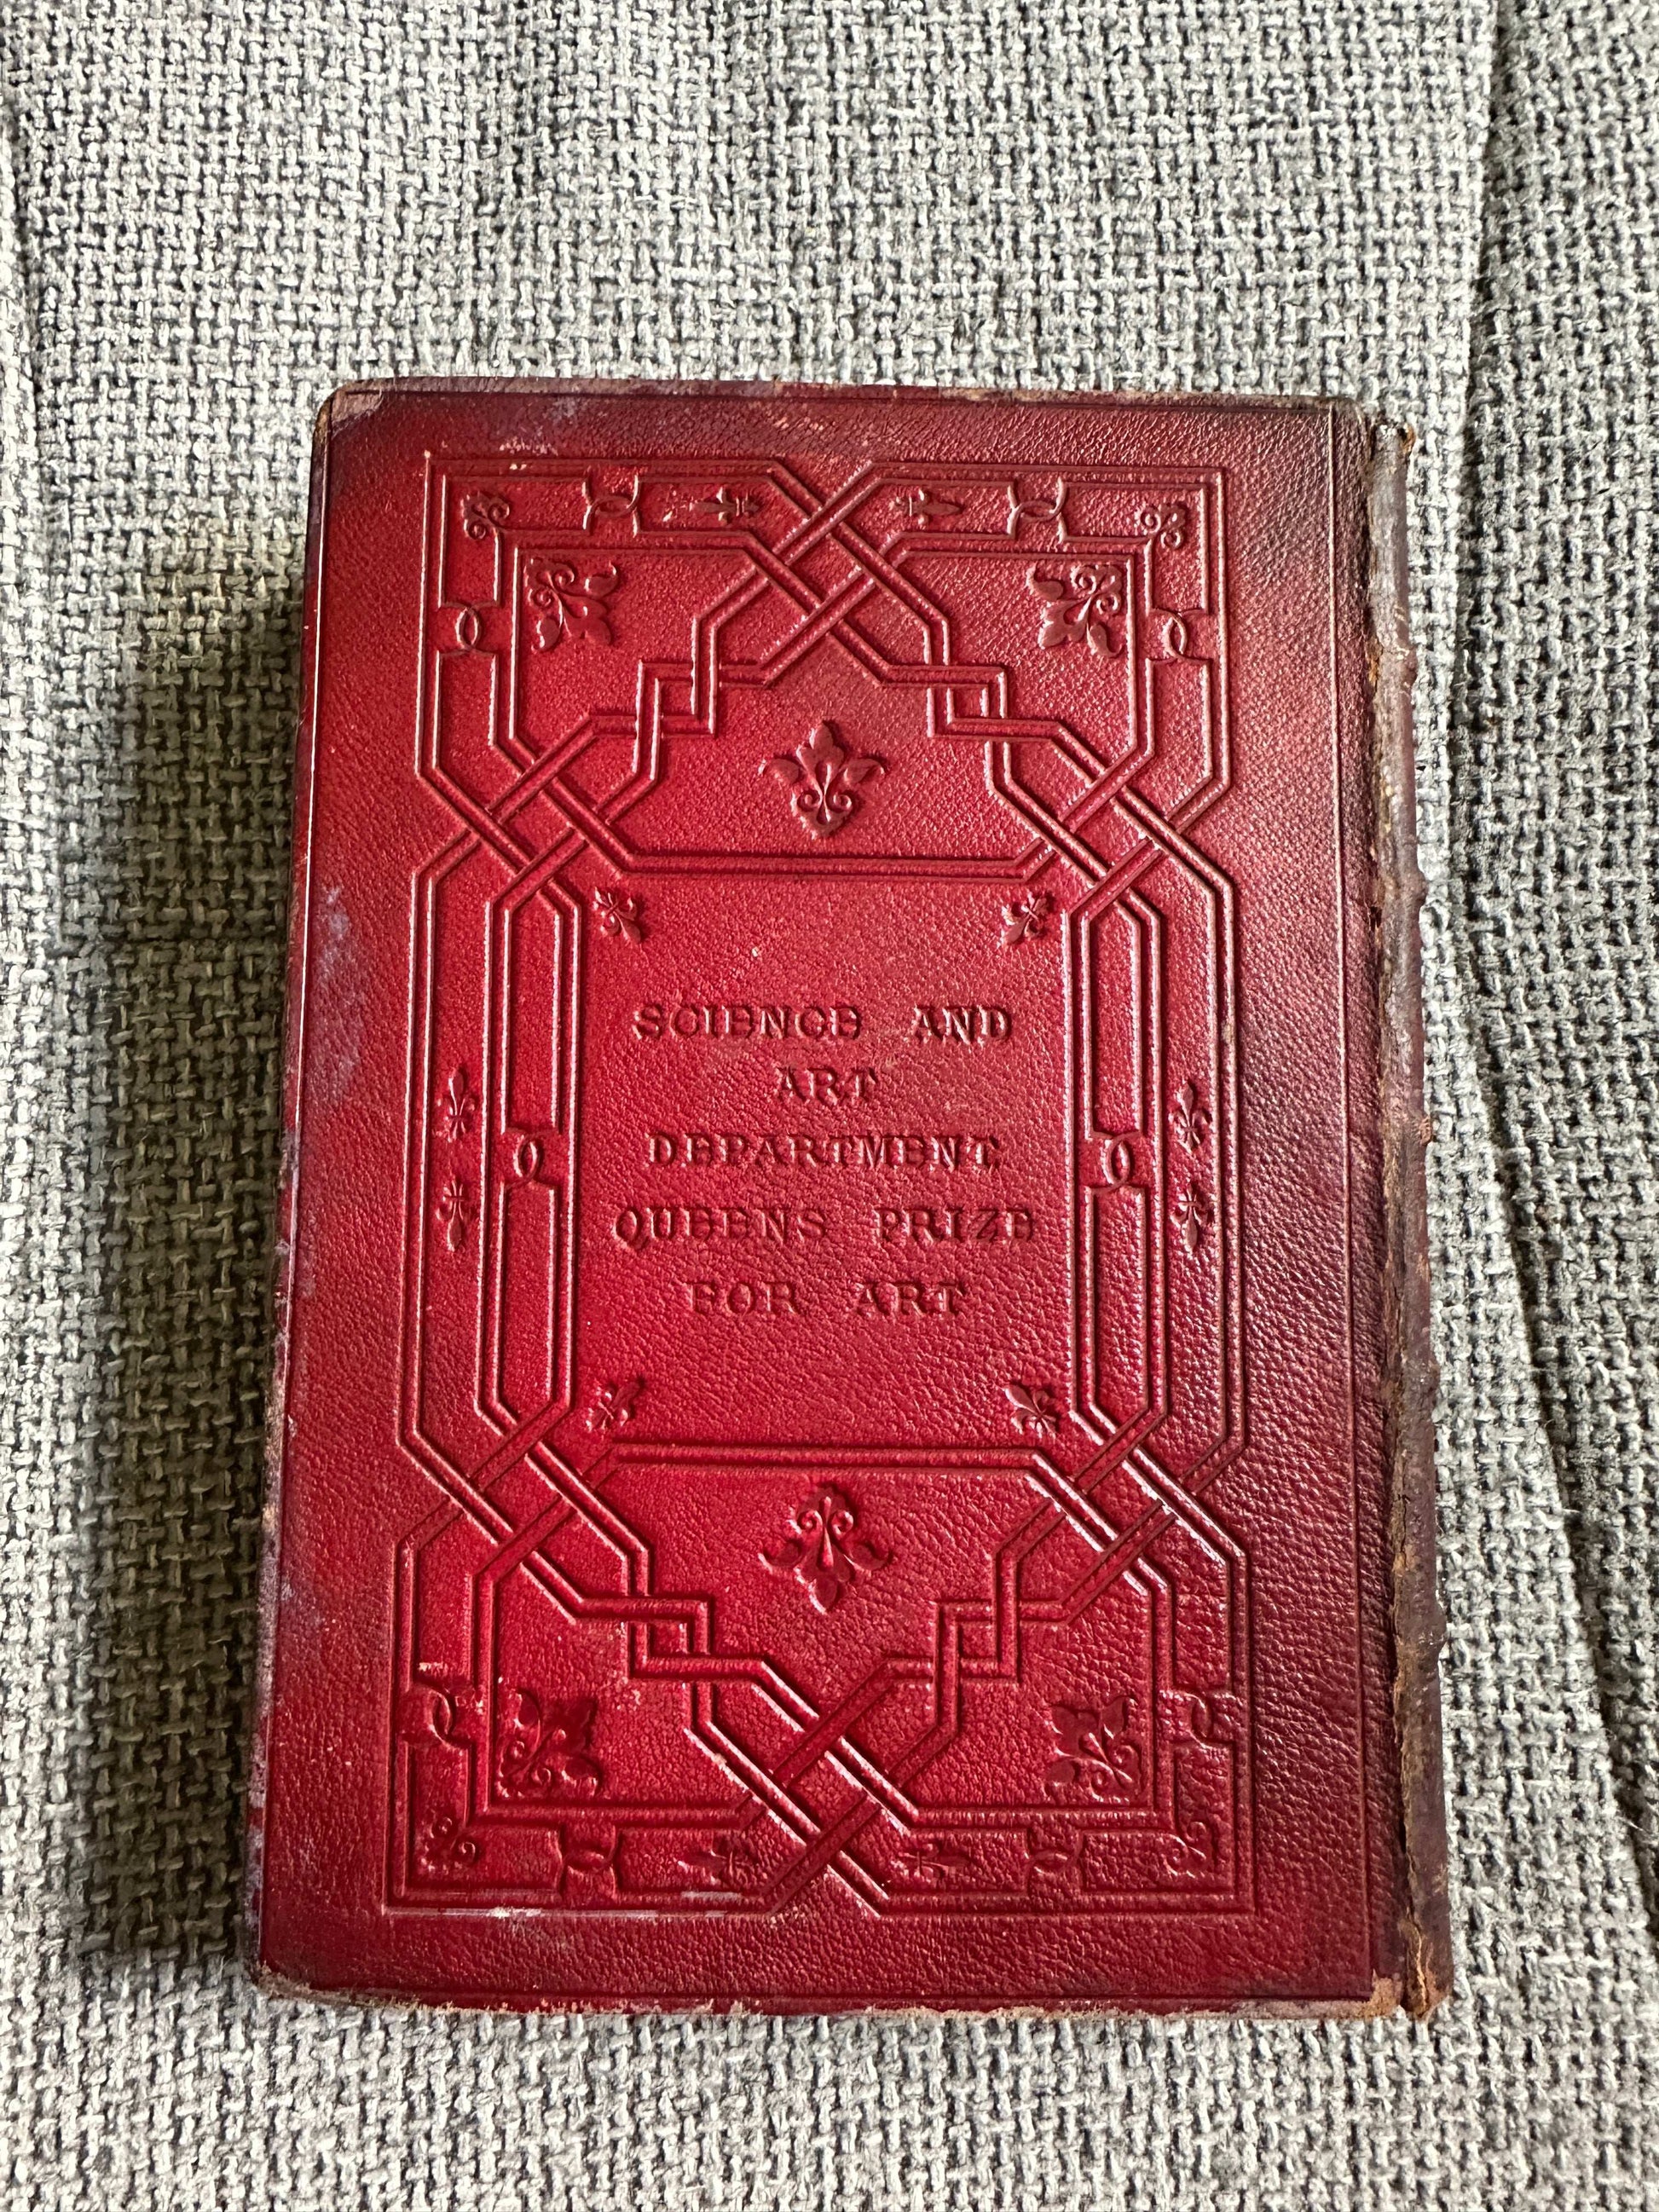 SCIENCE AND
ART
DEPARTMENT
QUEENS PRIZE
FOR ART